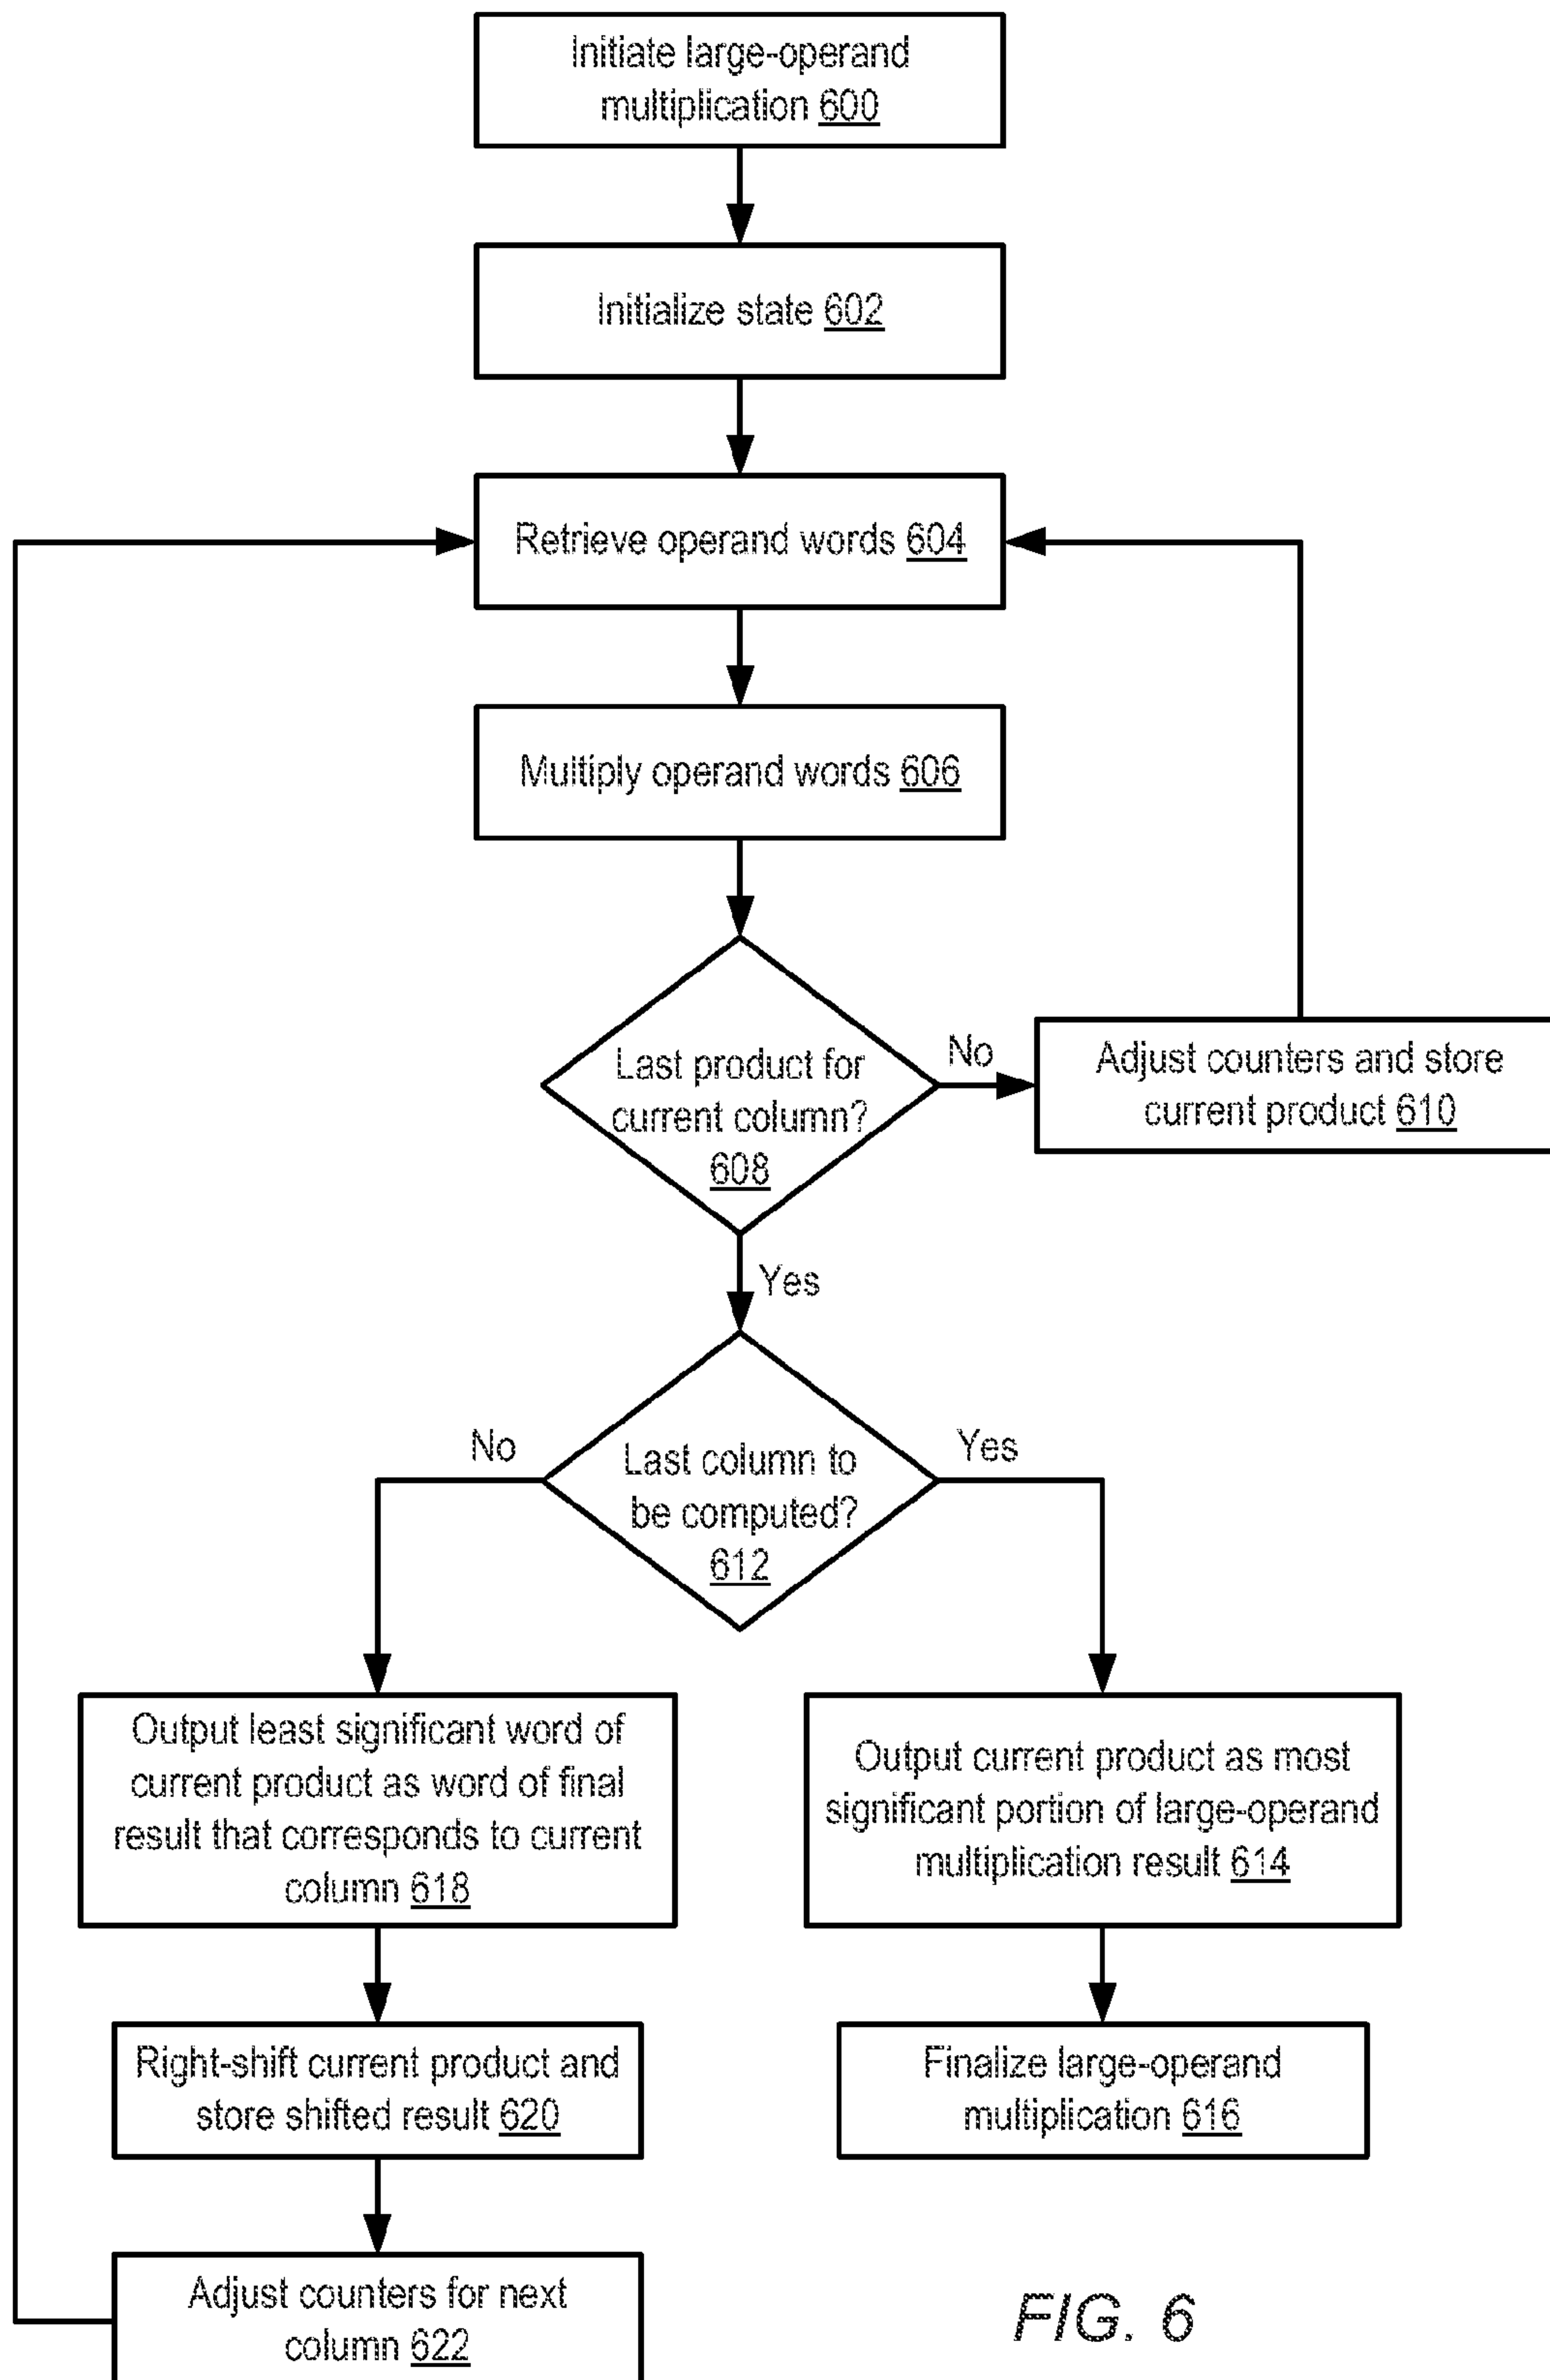 Initiate large-operand
multiplication 600
Initialize state 602
Retrieve operand words 604
Multiply operand words 606
Last product for
current column?
608
No
Adjust counters and store
current product 610
Yes
Last column to
be computed?
612
No
Yes
Output least significant word of
current product as word of final
result that corresponds to current
column 618
Output current product as most
significant portion of large-operand
multiplication result 614
Right-shift current product and
store shifted result 620
Finalize large-operand
multiplication 616
Adjust counters for next
column 622
FIG. 6